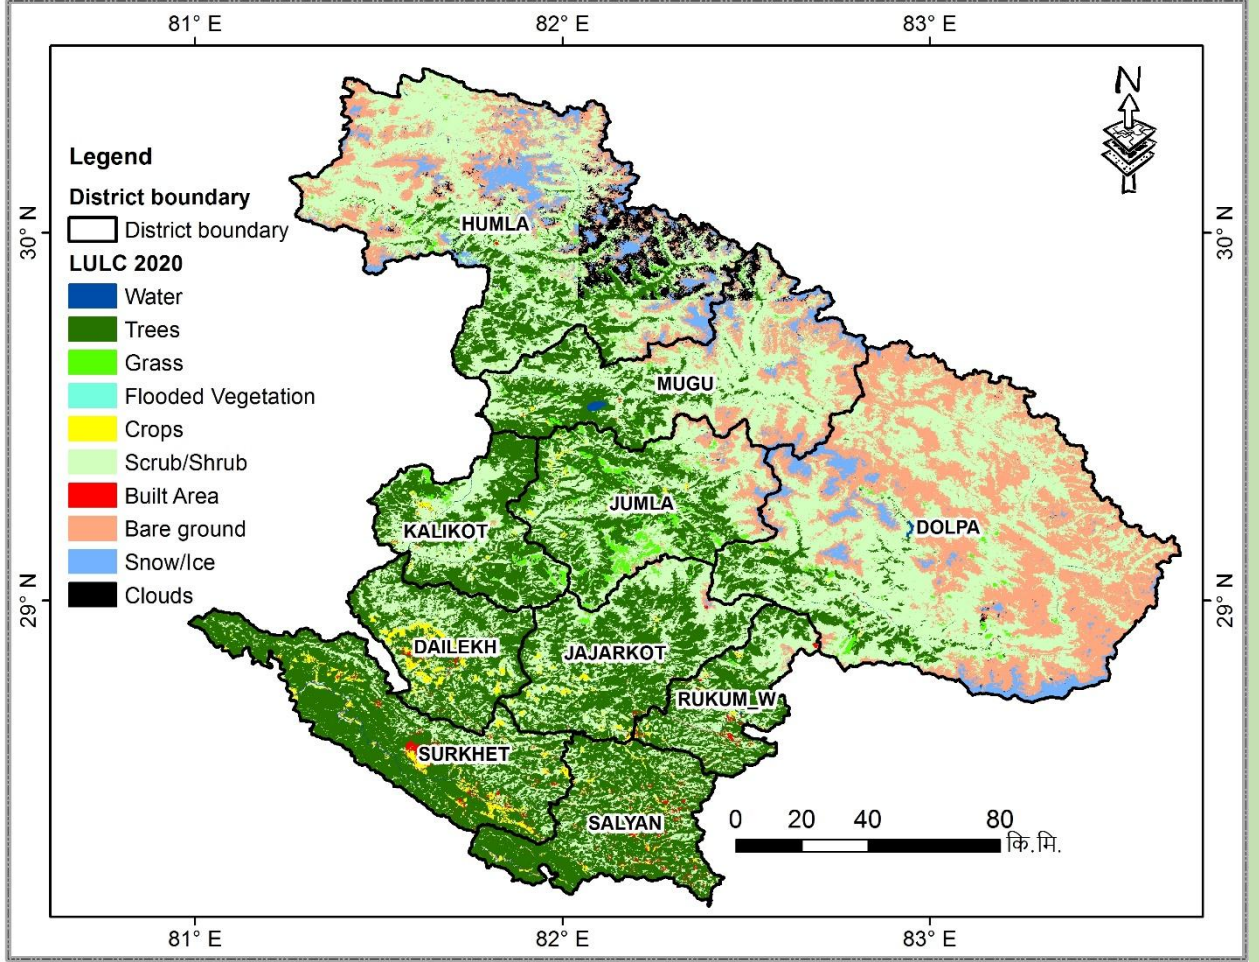 81° E 82° E 83° E
N
Legend
District boundary
District boundary
LULC 2020
Water
Trees
Grass
Flooded Vegetation
Crops
Scrub/Shrub
Built Area
Bare ground
Snow/Ice
Clouds
30° N
29° N
30° N
29° N
HUMLA
MUGU
JUMLA
KALIKOT
DOLPA
DAILEKH
JAJARKOT
RUKUM_W
SURKHET
SALYAN
0 20 40 80
कि.मि.
81° E 82° E 83° E